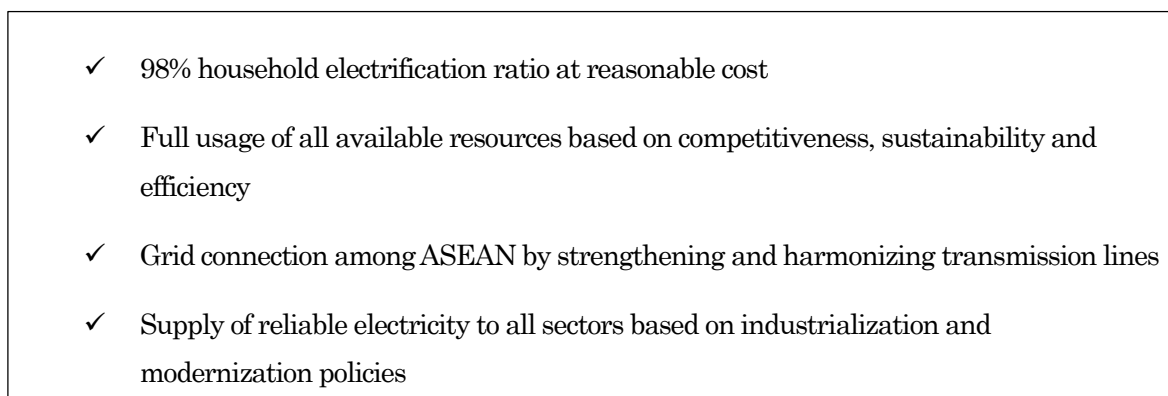 ✓ 98% household electrification ratio at reasonable cost
✓ Full usage of all available resources based on competitiveness, sustainability and
efficiency
✓ Grid connection among ASEAN by strengthening and harmonizing transmission lines
✓ Supply of reliable electricity to all sectors based on industrialization and
modernization policies